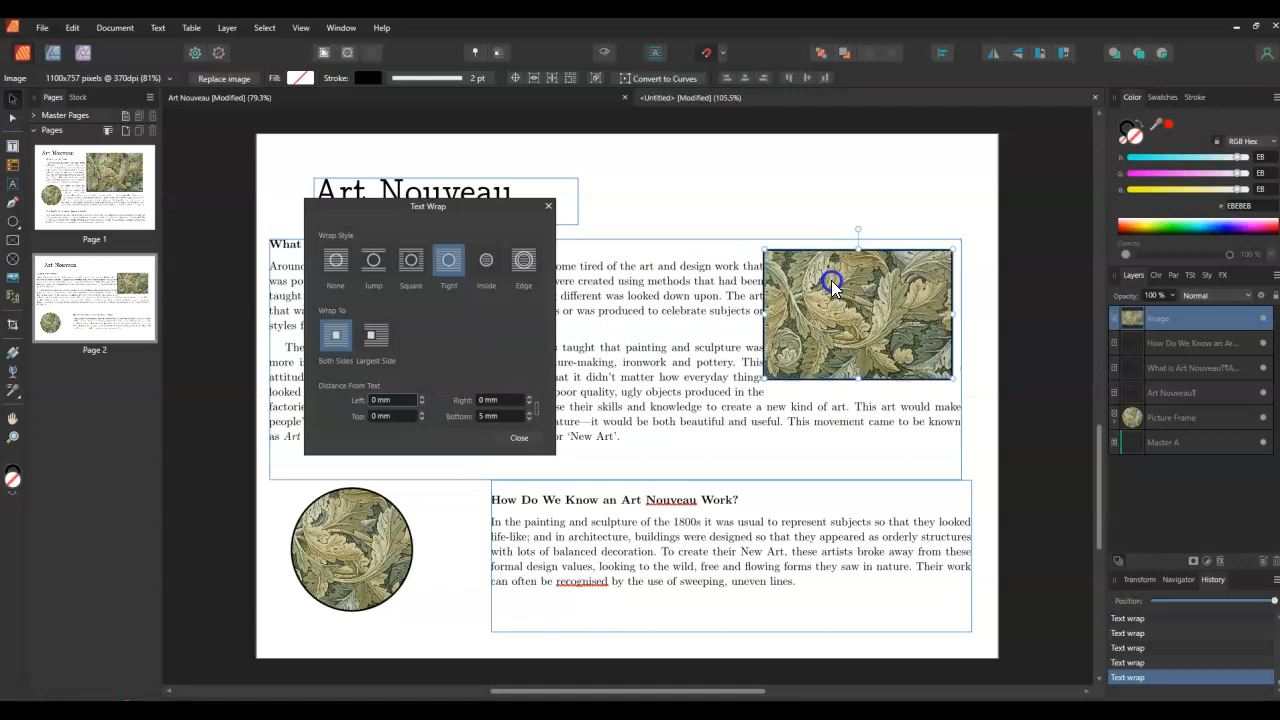 File Edit Document Text Table Layer Select View Window Help
Image 1100x757 pixels @ 370dpi (81%) Replace image Fill: Stroke: 2 pt Convert to Curves
Pages Stock
Master Pages
Pages
Page 1
Page 2
Art Nouveau [Modified] (79.3%)
<Untitled> [Modified] (105.5%)
Art Nouveau
What
Around
ome tired of the art and design work that
was po
vere created using methods that had been
taught
different was looked down upon. The art
that wa
s or was produced to celebrate subjects or
styles f
The
s taught that painting and sculpture was
more i
ure-making, ironwork and pottery. This
attitud
at it didn't matter how everyday things
looked
oor quality, ugly objects produced in the
factorie
se their skills and knowledge to create a new kind of art. This art would make
people'
ature—it would be both beautiful and useful. This movement came to be known
as Art
or 'New Art'.
Text Wrap
Wrap Style
None Jump Square Tight Inside Edge
Wrap To
Both Sides Largest Side
Distance From Text
Left: 0 mm Right: 0 mm
Top: 0 mm Bottom: 5 mm
Close
How Do We Know an Art Nouveau Work?
In the painting and sculpture of the 1800s it was usual to represent subjects so that they looked
life-like; and in architecture, buildings were designed so that they appeared as orderly structures
with lots of balanced decoration. To create their New Art, these artists broke away from these
formal design values, looking to the wild, free and flowing forms they saw in nature. Their work
can often be recognised by the use of sweeping, uneven lines.
Color Swatches Stroke
RGB Hex
R: EB
G: EB
B: EB
#: EBEBEB
Opacity
100 %
Layers Chr Par TSt Sty FX
Opacity: 100 % Normal
Image
How Do We Know an Ar...
What is Art Nouveau?¶A...
Art Nouveau¶
Picture Frame
Master A
Transform Navigator History
Position:
Text wrap
Text wrap
Text wrap
Text wrap
Text wrap